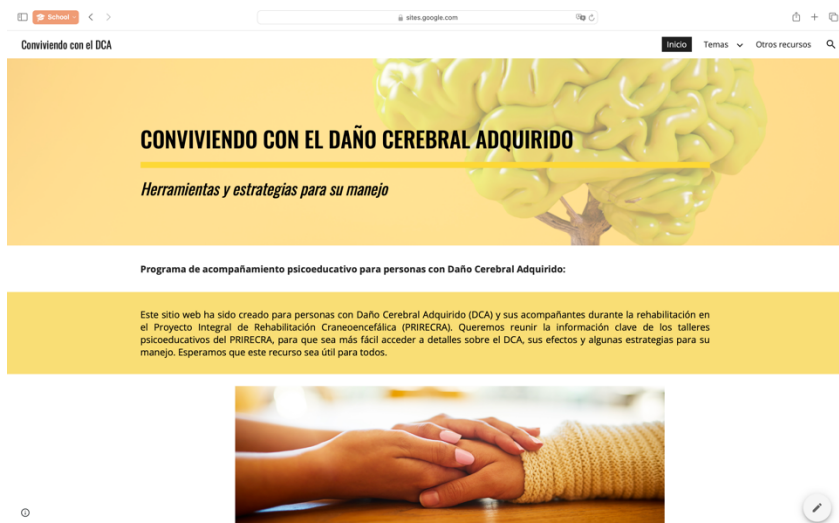 School
sites.google.com
Conviviendo con el DCA
Inicio
Temas
Otros recursos
CONVIVIENDO CON EL DAÑO CEREBRAL ADQUIRIDO
Herramientas y estrategias para su manejo
Programa de acompañamiento psicoeducativo para personas con Daño Cerebral Adquirido:
Este sitio web ha sido creado para personas con Daño Cerebral Adquirido (DCA) y sus acompañantes durante la rehabilitación en
el Proyecto Integral de Rehabilitación Craneoencefálica (PRIRECRA). Queremos reunir la información clave de los talleres
psicoeducativos del PRIRECRA, para que sea más fácil acceder a detalles sobre el DCA, sus efectos y algunas estrategias para su
manejo. Esperamos que este recurso sea útil para todos.